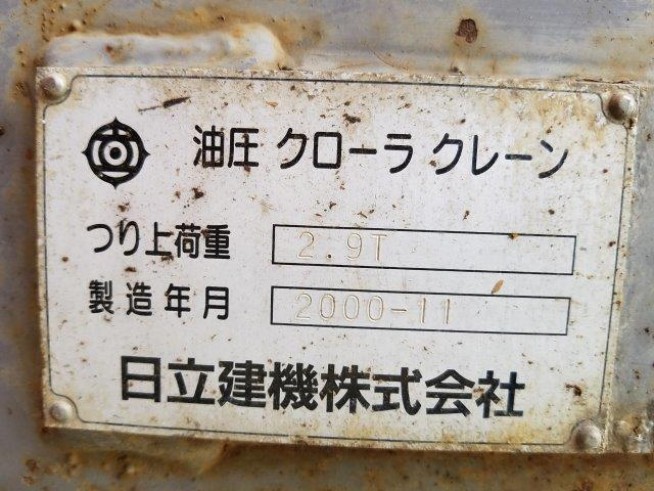 油圧 クローラ クレーン
つり上荷重 2.9T
製造年月 2000-11
日立建機株式会社